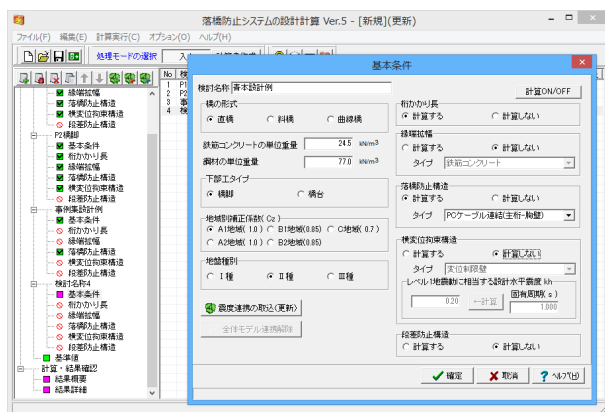 落橋防止システムの設計計算 Ver.5 - [新規](更新)
ファイル(F) 編集(E) 計算実行(C) オプション(O) ヘルプ(H)
処理モードの選択
No
1
2
3
4
縁端拡幅
落橋防止構造
横変位拘束構造
段差防止構造
P2橋脚
基本条件
桁かかり長
縁端拡幅
落橋防止構造
横変位拘束構造
段差防止構造
事例集設計例
基本条件
桁かかり長
縁端拡幅
落橋防止構造
横変位拘束構造
段差防止構造
検討名称4
基本条件
桁かかり長
縁端拡幅
落橋防止構造
横変位拘束構造
段差防止構造
基準値
計算・結果確認
結果概要
結果詳細
基本条件
検討名称 青本設計例
計算ON/OFF
橋の形式
直橋 斜橋 曲線橋
鉄筋コンクリートの単位重量 24.5 kN/m3
鋼材の単位重量 77.0 kN/m3
下部工タイプ
橋脚 橋台
地域別補正係数( Cz )
A1地域( 1.0 ) B1地域(0.85) C地域( 0.7 )
A2地域( 1.0 ) B2地域(0.85)
地盤種別
I種 II種 III種
震度連携の取込(更新)
全体モデル連携解除
桁かかり長
計算する 計算しない
縁端拡幅
計算する 計算しない
タイプ 鉄筋コンクリート
落橋防止構造
計算する 計算しない
タイプ PCケーブル連結(主桁-胸壁)
横変位拘束構造
計算する 計算しない
タイプ 変位制限壁
レベル1地震動に相当する設計水平震度 kh
0.20 ←計算 固有周期( s )
1.000
段差防止構造
計算する 計算しない
確定 取消 ? ヘルプ(H)